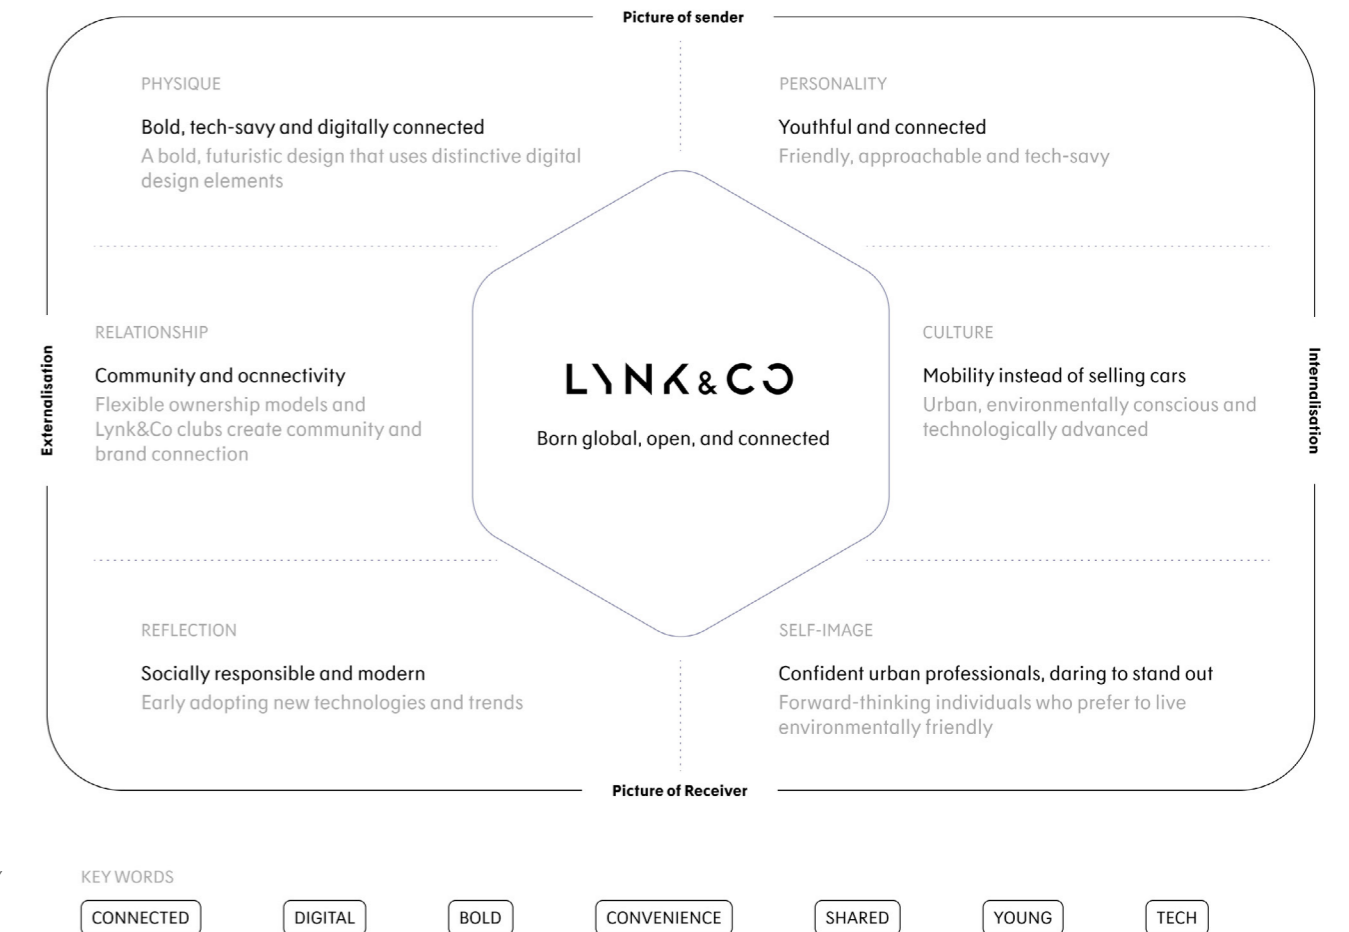 Picture of sender
PHYSIQUE
Bold, tech-savy and digitally connected
A bold, futuristic design that uses distinctive digital
design elements
PERSONALITY
Youthful and connected
Friendly, approachable and tech-savy
Externalisation
RELATIONSHIP
Community and ocnnectivity
Flexible ownership models and
Lynk&Co clubs create community and
brand connection
LYNK&CO
Born global, open, and connected
CULTURE
Mobility instead of selling cars
Urban, environmentally conscious and
technologically advanced
Internalisation
REFLECTION
Socially responsible and modern
Early adopting new technologies and trends
SELF-IMAGE
Confident urban professionals, daring to stand out
Forward-thinking individuals who prefer to live
environmentally friendly
Picture of Receiver
KEY WORDS
CONNECTED DIGITAL BOLD CONVENIENCE SHARED YOUNG TECH